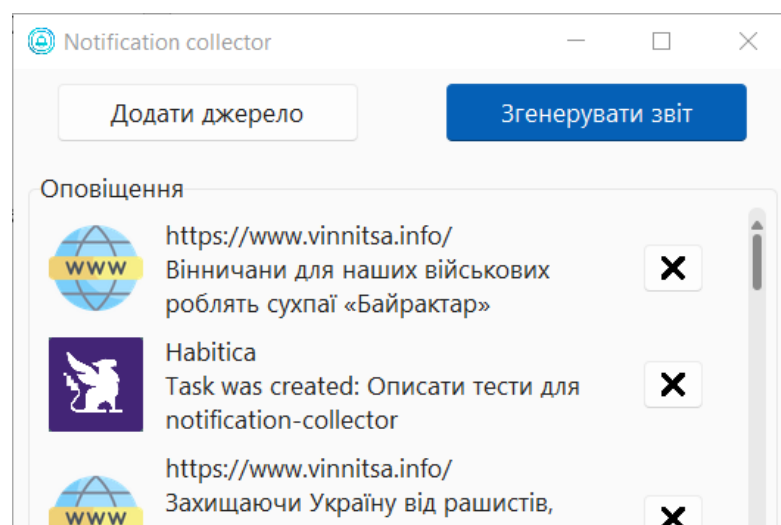 Notification collector
Додати джерело
Згенерувати звіт
Оповіщення
https://www.vinnitsa.info/
Вінничани для наших військових
роблять сухпаї «Байрактар»
WWW
Habitica
Task was created: Описати тести для
notification-collector
https://www.vinnitsa.info/
Захищаючи Україну від рашистів,
WWW